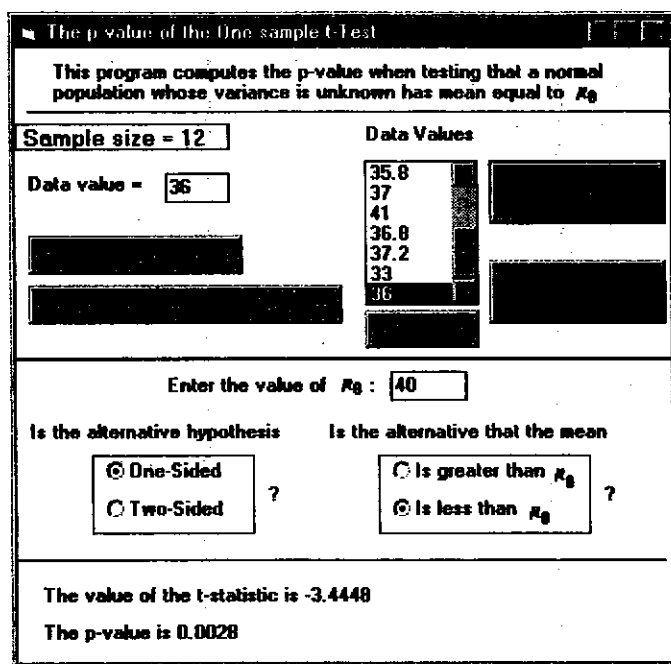 The p value of the One sample t-Test
This program computes the p-value when testing that a normal
population whose variance is unknown has mean equal to μ₀
Sample size = 12
Data value = 36
Data Values
35.8
37
41
36.8
37.2
33
36
Enter the value of μ₀ : 40
Is the alternative hypothesis
One-Sided
Two-Sided
?
Is the alternative that the mean
Is greater than μ₀
Is less than μ₀
?
The value of the t-statistic is -3.4448
The p-value is 0.0028